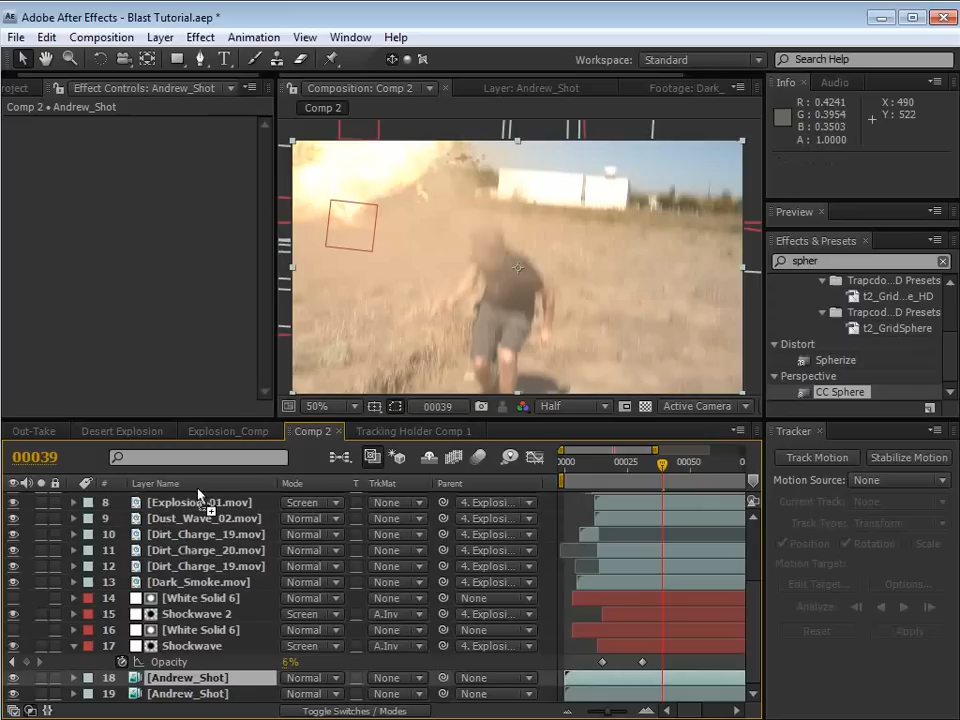 Adobe After Effects - Blast Tutorial.aep *
File Edit Composition Layer Effect Animation View Window Help
Workspace: Standard Search Help
roject Effect Controls: Andrew_Shot Composition: Comp 2 Layer: Andrew_Shot Footage: Dark_ Info Audio
Comp 2 • Andrew_Shot Comp 2
R : 0.4241 X : 490
G : 0.3954 Y : 522
B : 0.3503
A : 1.0000
Preview
Effects & Presets
spher
Trapcdo...D Presets
t2_Grid...e_HD
Trapcod...D Presets
t2_GridSphere
Distort
Spherize
Perspective
CC Sphere
50% 00039 Half Active Camera
Out-Take Desert Explosion Explosion_Comp Comp 2 Tracking Holder Comp 1 Tracker
00039 0000 00025 00050 0
Track Motion Stabilize Motion
Motion Source: None
# Layer Name Mode T TrkMat Parent
Current Track:
8 [Explosion_01.mov] Screen None 4. Explosi...
9 [Dust_Wave_02.mov] Normal None 4. Explosi...
Track Type: Transform
10 [Dirt_Charge_19.mov] Normal None 4. Explosi...
Position Rotation Scale
11 [Dirt_Charge_20.mov] Normal None 4. Explosi...
Motion Target:
12 [Dirt_Charge_19.mov] Normal None 4. Explosi...
13 [Dark_Smoke.mov] Normal None 4. Explosi...
Edit Target... Options...
14 [White Solid 6] Normal None None
Analyze:
15 Shockwave 2 Screen A.Inv 4. Explosi...
16 [White Solid 6] Normal None None
Reset Apply
17 Shockwave Screen A.Inv 4. Explosi...
Opacity 6%
18 [Andrew_Shot] Normal None None
19 [Andrew_Shot] Normal None None
Toggle Switches / Modes